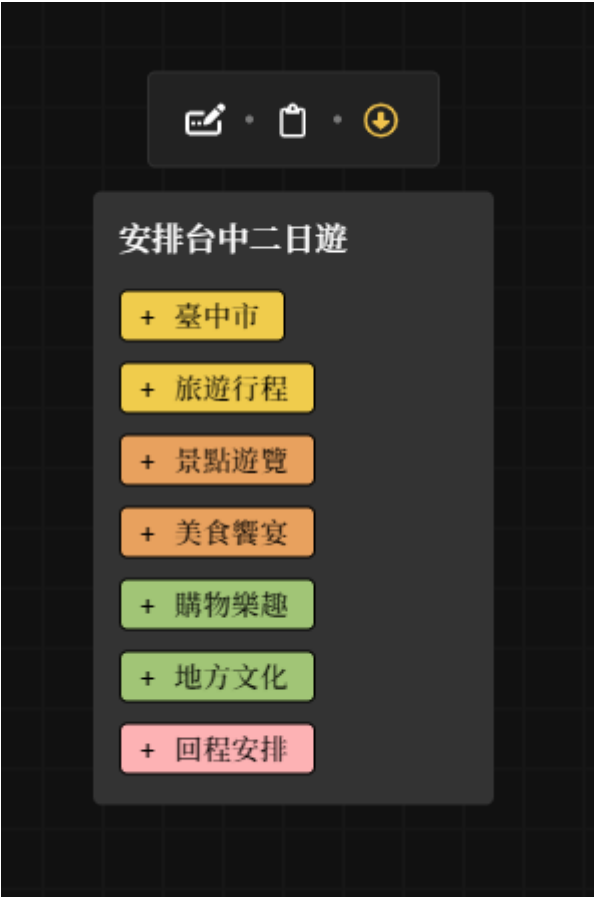 安排台中二日遊
+ 臺中市
+ 旅遊行程
+ 景點遊覽
+ 美食饗宴
+ 購物樂趣
+ 地方文化
+ 回程安排